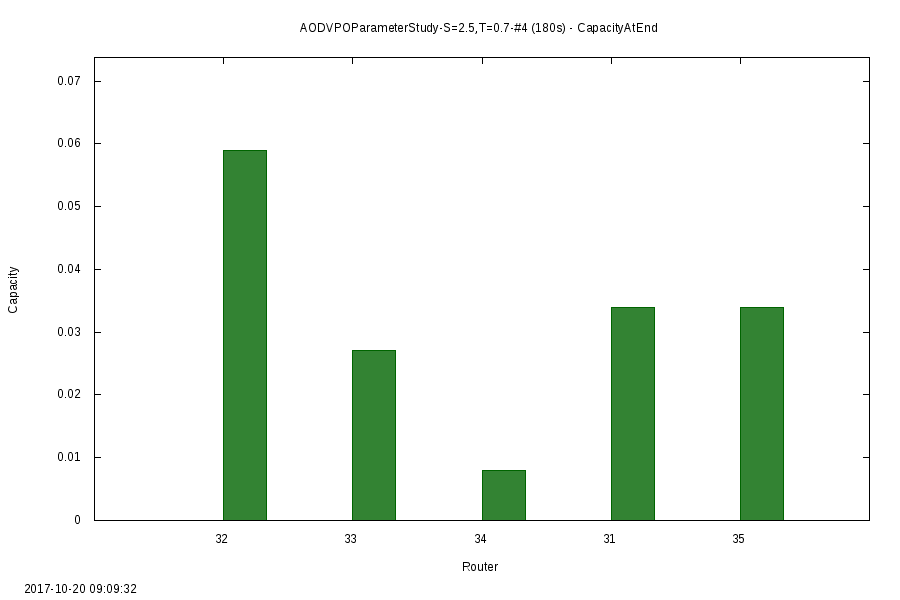 AODVPOParameterStudy-S=2.5,T=0.7-#4 (180s) - CapacityAtEnd
0.07
0.06
0.05
0.04
0.03
0.02
0.01
0
Capacity
32 33 34 31 35
Router
2017-10-20 09:09:32